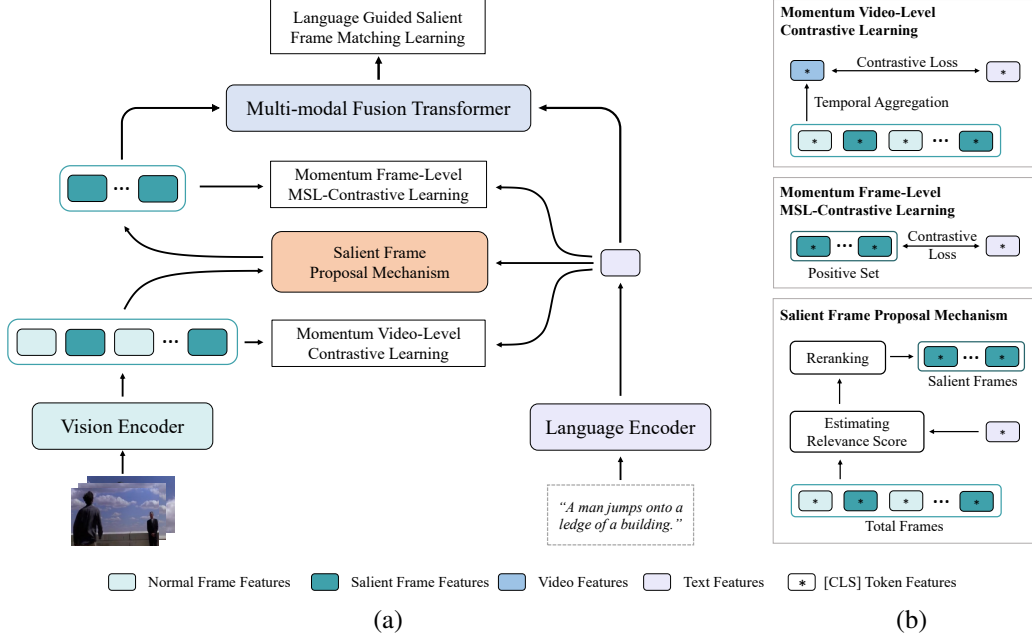 Language Guided Salient
Frame Matching Learning
Multi-modal Fusion Transformer
...
Momentum Frame-Level
MSL-Contrastive Learning
Salient Frame
Proposal Mechanism
...
Momentum Video-Level
Contrastive Learning
Vision Encoder
Language Encoder
“A man jumps onto a
ledge of a building.”
Momentum Video-Level
Contrastive Learning
* Contrastive Loss *
Temporal Aggregation
* * * ... *
Momentum Frame-Level
MSL-Contrastive Learning
* ... * Contrastive Loss *
Positive Set
Salient Frame Proposal Mechanism
Reranking * ... *
Salient Frames
Estimating
Relevance Score *
* * * ... *
Total Frames
Normal Frame Features Salient Frame Features Video Features Text Features * [CLS] Token Features
(a) (b)